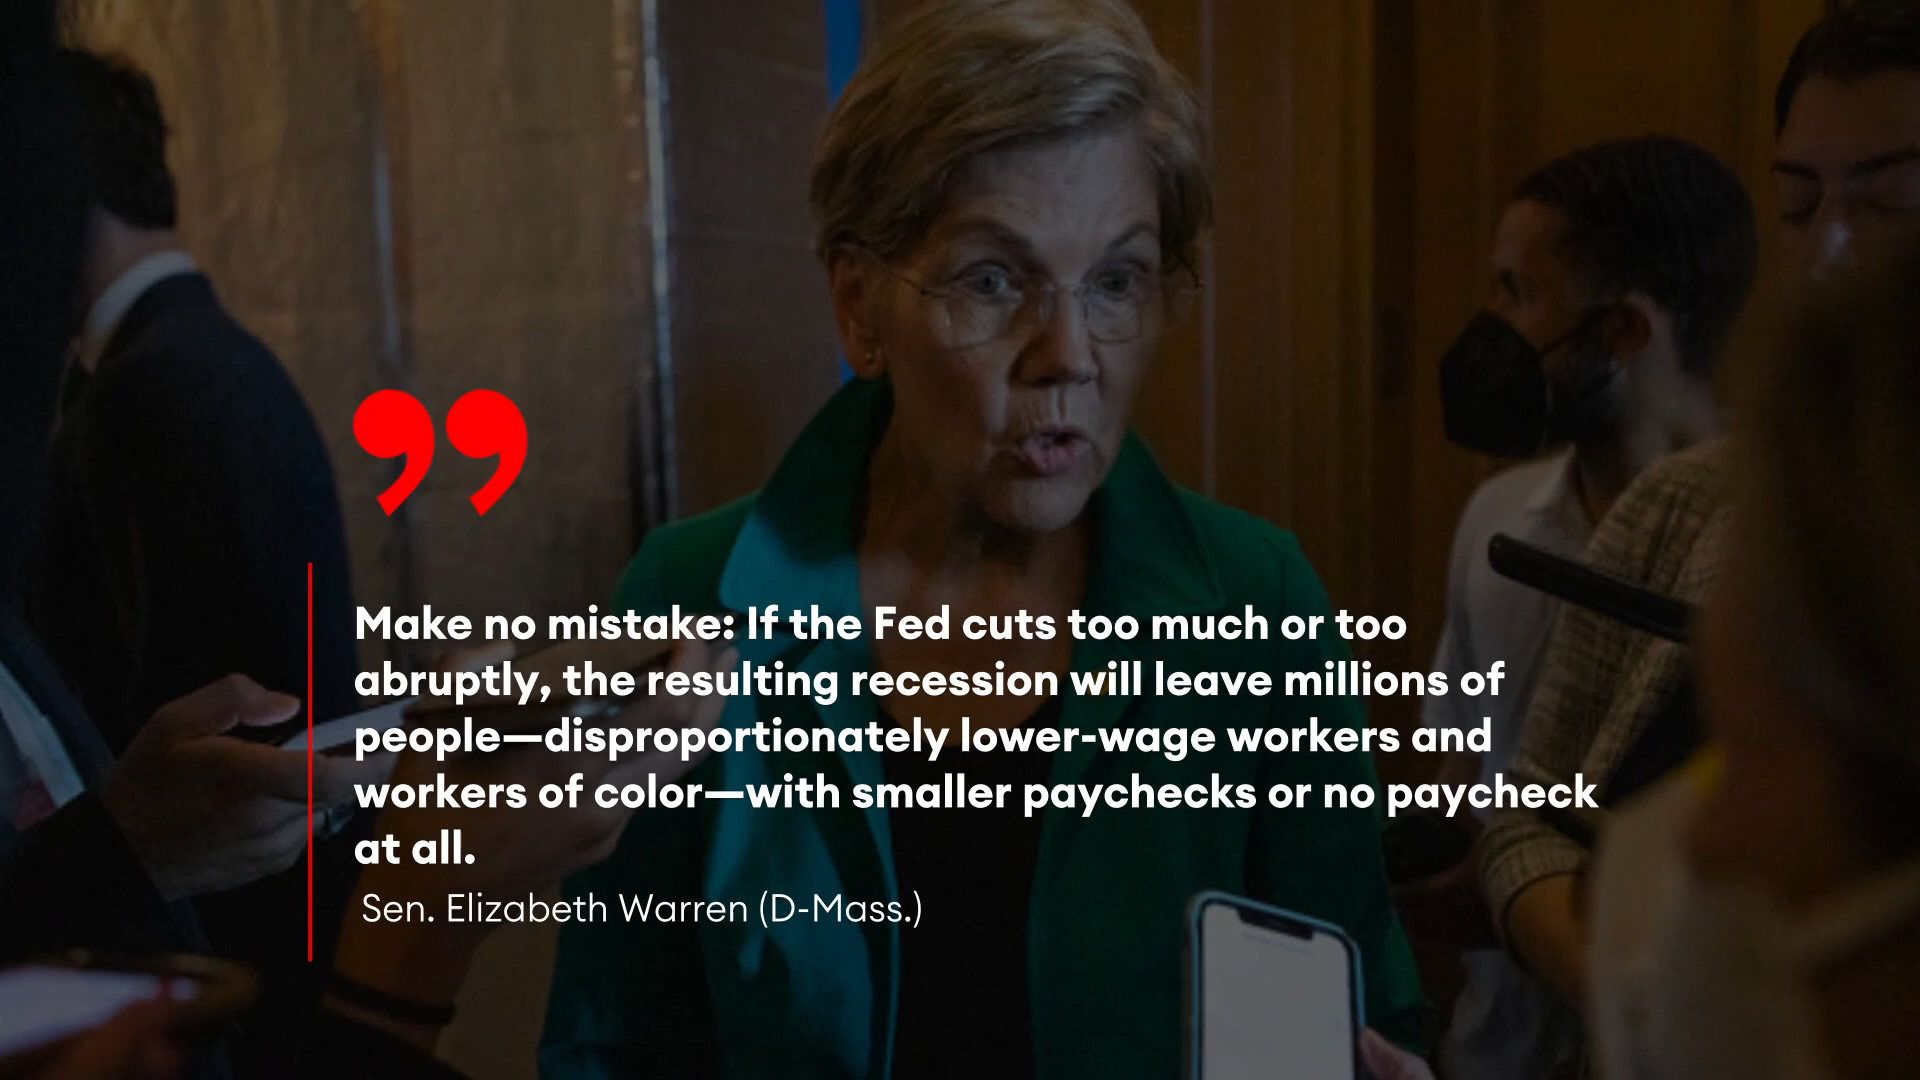 ”
Make no mistake: If the Fed cuts too much or too
abruptly, the resulting recession will leave millions of
people—disproportionately lower-wage workers and
workers of color—with smaller paychecks or no paycheck
at all.
Sen. Elizabeth Warren (D-Mass.)